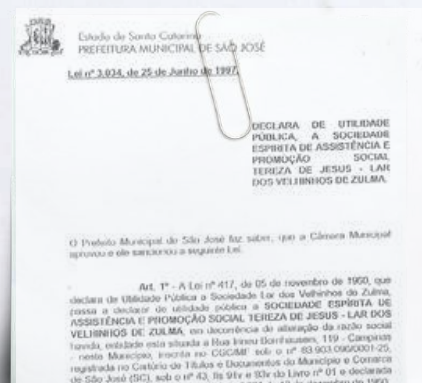 Estado de Santa Catarina
PREFEITURA MUNICIPAL DE SÃO JOSÉ
Lei nº 3.034, de 25 de Junho de 1997.
DECLARA DE UTILIDADE
PÚBLICA, A SOCIEDADE
ESPÍRITA DE ASSISTÊNCIA E
PROMOÇÃO SOCIAL
TEREZA DE JESUS - LAR
DOS VELHINHOS DE ZULMA.
O Prefeito Municipal de São José faz saber, que a Câmara Municipal
aprovou e ele sancionou a seguinte Lei.
Art. 1º - A Lei nº 417, de 05 de novembro de 1960, que
declara de Utilidade Pública a Sociedade Lar dos Velhinhos do Zulma,
passa a declarar de utilidade pública a SOCIEDADE ESPÍRITA DE
ASSISTÊNCIA E PROMOÇÃO SOCIAL TEREZA DE JESUS - LAR DOS
VELHINHOS DE ZULMA, em decorrência de alteração da razão social
havida, entidade esta situada a Rua Irineu Bornhausen, 119 - Campinas
- neste Município, inscrita no CGC/MF sob o nº 83.903.090/0001-25,
registrada no Cartório de Títulos e Documentos do Município e Comarca
de São José (SC), sob o nº 43, fls 91v e 93v do Livro nº 01 e declarada
de 1960